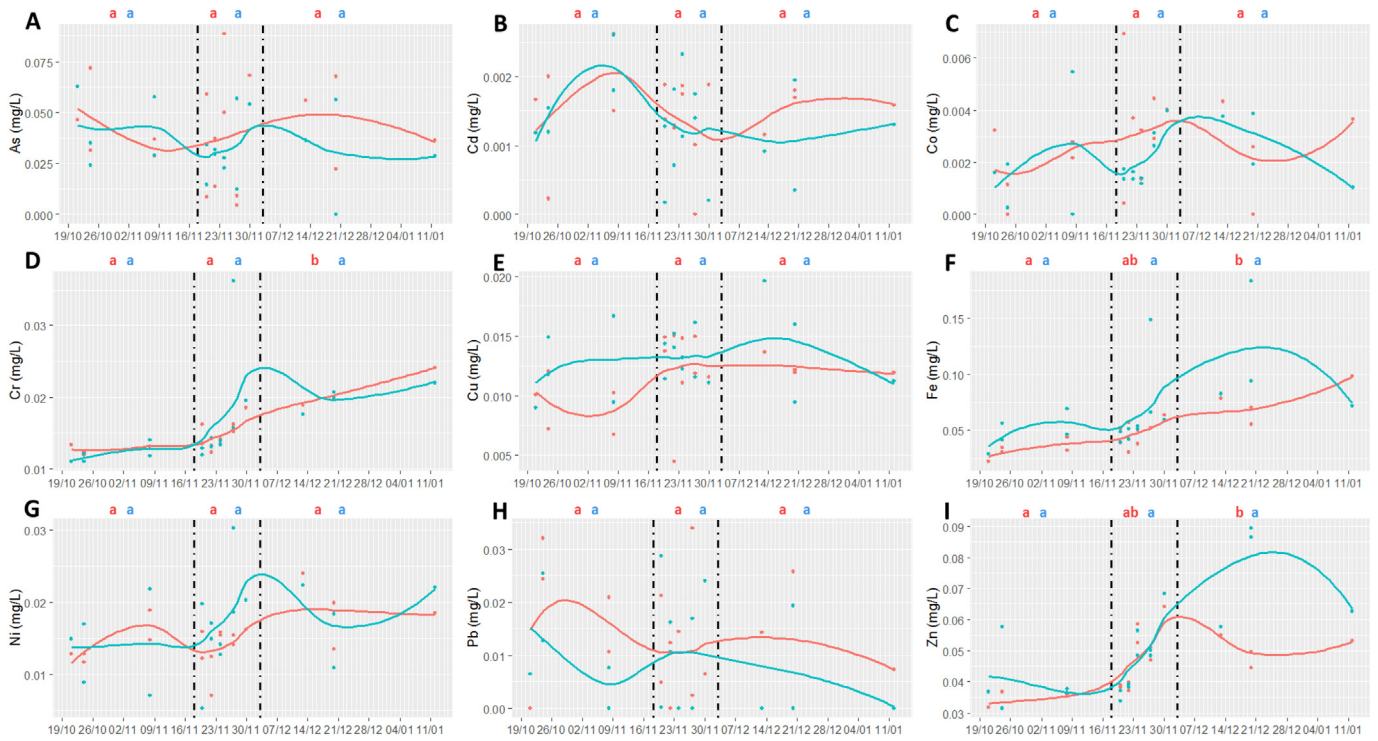 A a a a a a a
As (mg/L)
0.075
0.050
0.025
0.000
19/10 26/10 02/11 09/11 16/11 23/11 30/11 07/12 14/12 21/12 28/12 04/01 11/01
B a a a a a a
Cd (mg/L)
0.002
0.001
0.000
19/10 26/10 02/11 09/11 16/11 23/11 30/11 07/12 14/12 21/12 28/12 04/01 11/01
C a a a a a a
Co (mg/L)
0.006
0.004
0.002
0.000
19/10 26/10 02/11 09/11 16/11 23/11 30/11 07/12 14/12 21/12 28/12 04/01 11/01
D a a a a b a
Cr (mg/L)
0.03
0.02
0.01
19/10 26/10 02/11 09/11 16/11 23/11 30/11 07/12 14/12 21/12 28/12 04/01 11/01
E a a a a a a
Cu (mg/L)
0.020
0.015
0.010
0.005
19/10 26/10 02/11 09/11 16/11 23/11 30/11 07/12 14/12 21/12 28/12 04/01 11/01
F a a ab a b a
Fe (mg/L)
0.15
0.10
0.05
19/10 26/10 02/11 09/11 16/11 23/11 30/11 07/12 14/12 21/12 28/12 04/01 11/01
G a a a a a a
Ni (mg/L)
0.03
0.02
0.01
19/10 26/10 02/11 09/11 16/11 23/11 30/11 07/12 14/12 21/12 28/12 04/01 11/01
H a a a a a a
Pb (mg/L)
0.03
0.02
0.01
0.00
19/10 26/10 02/11 09/11 16/11 23/11 30/11 07/12 14/12 21/12 28/12 04/01 11/01
I a a ab a b a
Zn (mg/L)
0.09
0.08
0.07
0.06
0.05
0.04
0.03
19/10 26/10 02/11 09/11 16/11 23/11 30/11 07/12 14/12 21/12 28/12 04/01 11/01